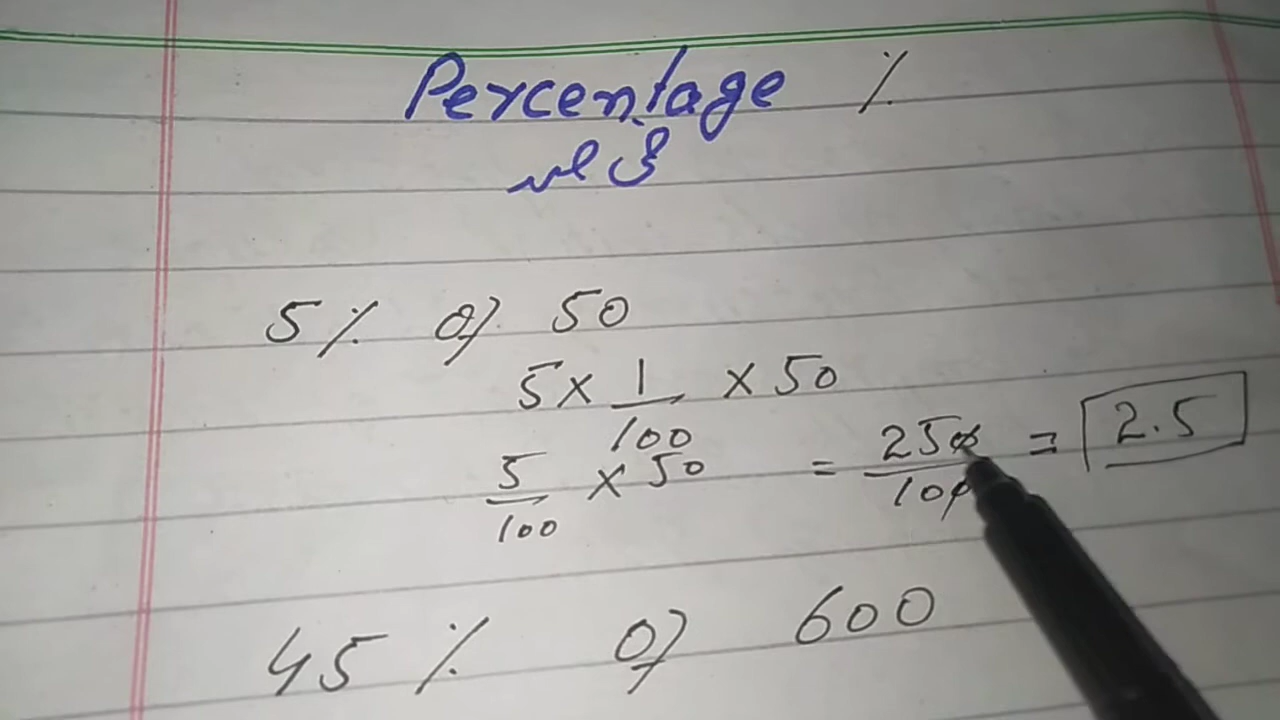 Percentage %
5% of 50
5 × 1/100 × 50
5/100 × 50 = 250/100 = 2.5
45% of 600